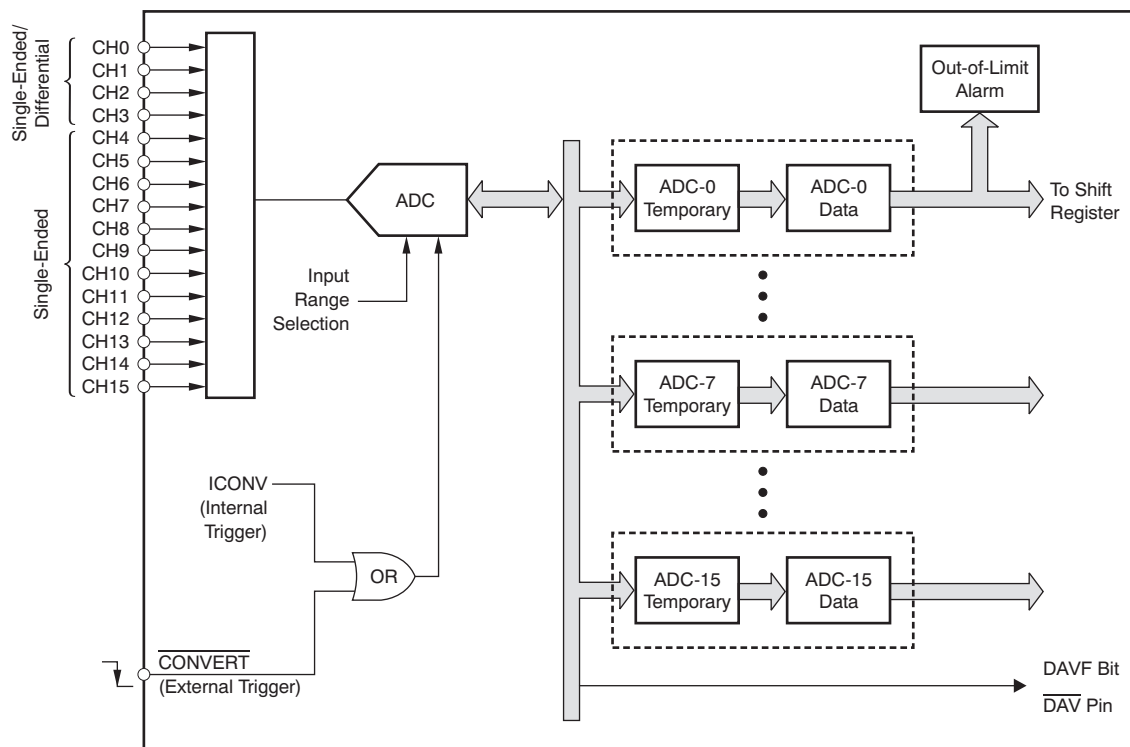 Single-Ended/
Differential
CH0
CH1
CH2
CH3
Single-Ended
CH4
CH5
CH6
CH7
CH8
CH9
CH10
CH11
CH12
CH13
CH14
CH15
ADC
Input
Range
Selection
ICONV
(Internal
Trigger)
OR
CONVERT
(External Trigger)
Out-of-Limit
Alarm
ADC-0
Temporary
ADC-0
Data
To Shift
Register
ADC-7
Temporary
ADC-7
Data
ADC-15
Temporary
ADC-15
Data
DAVF Bit
DAV Pin